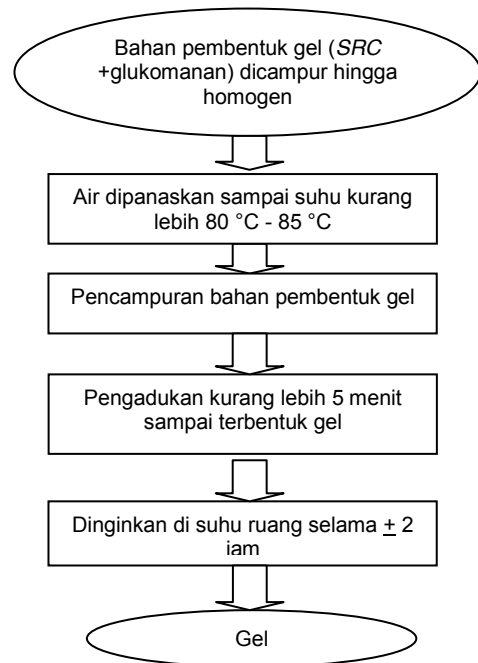 Bahan pembentuk gel (SRC
+glukomanan) dicampur hingga
homogen
Air dipanaskan sampai suhu kurang
lebih 80 °C - 85 °C
Pencampuran bahan pembentuk gel
Pengadukan kurang lebih 5 menit
sampai terbentuk gel
Dinginkan di suhu ruang selama ± 2
jam
Gel